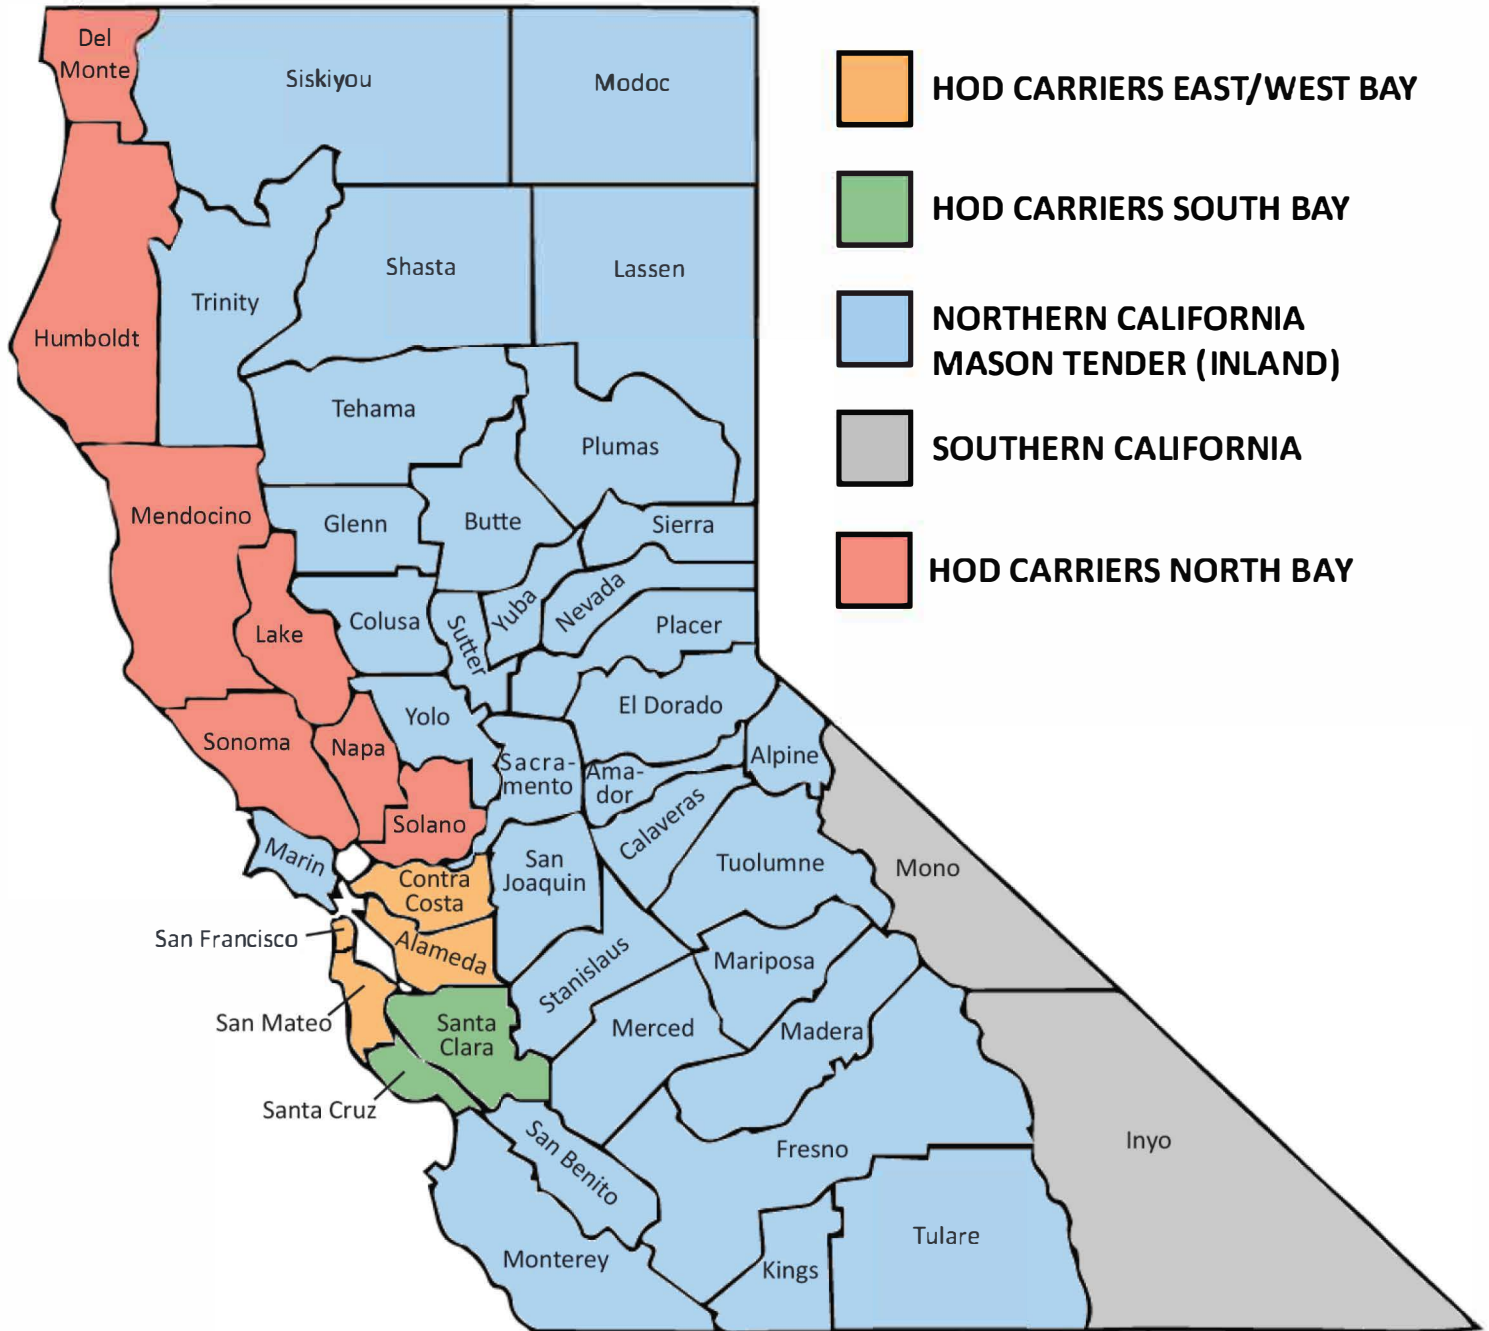 Del
Monte
Siskiyou
Modoc
HOD CARRIERS EAST/WEST BAY
HOD CARRIERS SOUTH BAY
NORTHERN CALIFORNIA
MASON TENDER (INLAND)
SOUTHERN CALIFORNIA
HOD CARRIERS NORTH BAY
Humboldt
Trinity
Shasta
Lassen
Tehama
Plumas
Mendocino
Glenn
Butte
Sierra
Lake
Colusa
Sutter
Yuba
Nevada
Placer
Sonoma
Napa
Yolo
El Dorado
Sacra-
mento
Ama-
dor
Alpine
Solano
Calaveras
Marin
Contra
Costa
San
Joaquin
Tuolumne
Mono
San Francisco
Alameda
Stanislaus
Mariposa
San Mateo
Santa
Clara
Merced
Madera
Santa Cruz
San Benito
Fresno
Inyo
Monterey
Kings
Tulare